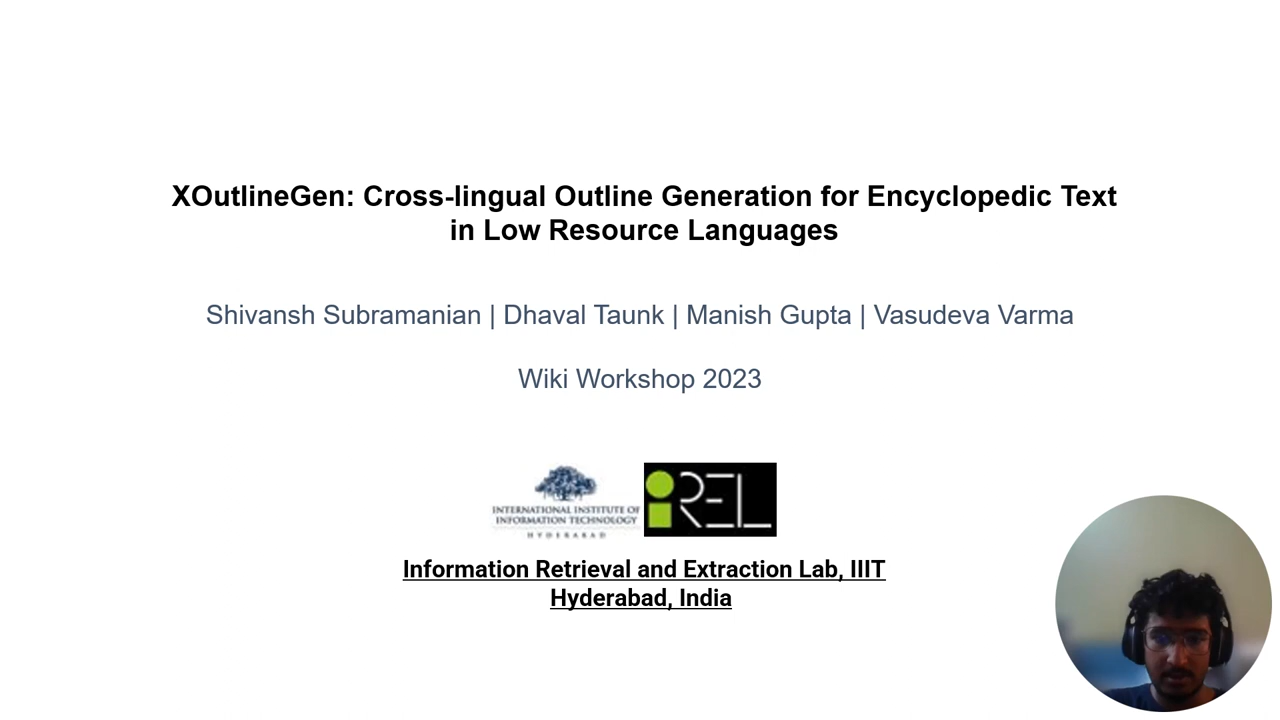 XOutlineGen: Cross-lingual Outline Generation for Encyclopedic Text
in Low Resource Languages
Shivansh Subramanian | Dhaval Taunk | Manish Gupta | Vasudeva Varma
Wiki Workshop 2023
INTERNATIONAL INSTITUTE OF
INFORMATION TECHNOLOGY
HYDERABAD
iREL
Information Retrieval and Extraction Lab, IIIT
Hyderabad, India